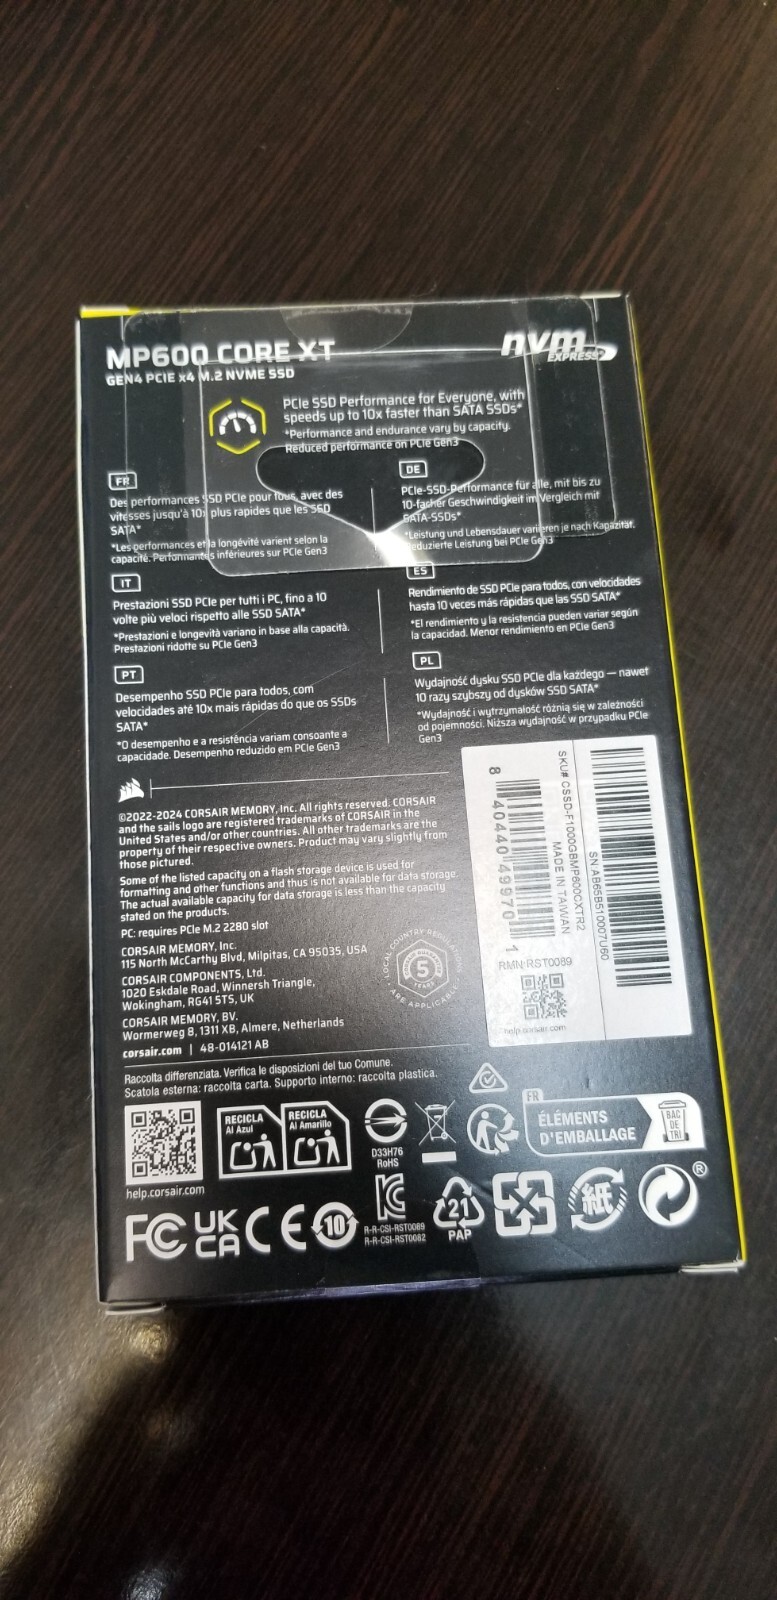 MP600 CORE XT
GEN4 PCIE x4 M.2 NVME SSD
nvm
EXPRESS
PCIe SSD Performance for Everyone, with
speeds up to 10x faster than SATA SSDs*
*Performance and endurance vary by capacity.
Reduced performance on PCIe Gen3
FR
Des performances SSD PCIe pour tous, avec des
vitesses jusqu'à 10x plus rapides que les SSD
SATA*
*Les performances et la longévité varient selon la
capacité. Performances inférieures sur PCIe Gen3
DE
PCIe-SSD-Performance für alle, mit bis zu
10-facher Geschwindigkeit im Vergleich mit
SATA-SSDs*
*Leistung und Lebensdauer variieren je nach Kapazität.
Reduzierte Leistung bei PCIe Gen3
IT
Prestazioni SSD PCIe per tutti i PC, fino a 10
volte più veloci rispetto alle SSD SATA*
*Prestazioni e longevità variano in base alla capacità.
Prestazioni ridotte su PCIe Gen3
ES
Rendimiento de SSD PCIe para todos, con velocidades
hasta 10 veces más rápidas que las SSD SATA*
*El rendimiento y la resistencia pueden variar según
la capacidad. Menor rendimiento en PCIe Gen3
PT
Desempenho SSD PCIe para todos, com
velocidades até 10x mais rápidas do que os SSDs
SATA*
*O desempenho e a resistência variam consoante a
capacidade. Desempenho reduzido em PCIe Gen3
PL
Wydajność dysku SSD PCIe dla każdego — nawet
10 razy szybszy od dysków SSD SATA*
*Wydajność i wytrzymałość różnią się w zależności
od pojemności. Niższa wydajność w przypadku PCIe
Gen3
©2022-2024 CORSAIR MEMORY, Inc. All rights reserved. CORSAIR
and the sails logo are registered trademarks of CORSAIR in the
United States and/or other countries. All other trademarks are the
property of their respective owners. Product may vary slightly from
those pictured.
Some of the listed capacity on a flash storage device is used for
formatting and other functions and thus is not available for data storage.
The actual available capacity for data storage is less than the capacity
stated on the products.
PC: requires PCIe M.2 2280 slot
CORSAIR MEMORY, Inc.
115 North McCarthy Blvd, Milpitas, CA 95035, USA
CORSAIR COMPONENTS, Ltd.
1020 Eskdale Road, Winnersh Triangle,
Wokingham, RG41 5TS, UK
CORSAIR MEMORY, BV.
Wormerweg 8, 1311 XB, Almere, Netherlands
corsair.com | 48-014121 AB
LOCAL COUNTRY REGULATIONS
5
YEARS
ARE APPLICABLE
SN:AB65B510007U60
SKU# CSSD-F1000GBMP600CXTR2
MADE IN TAIWAN
8 40440 49970 1
RMN:RST0089
help.corsair.com
Raccolta differenziata. Verifica le disposizioni del tuo Comune.
Scatola esterna: raccolta carta. Supporto interno: raccolta plastica.
help.corsair.com
RECICLA
Al Azul
RECICLA
Al Amarillo
D33H76
RoHS
FR
ÉLÉMENTS
D'EMBALLAGE
BAC
DE
TRI
FC
UK
CA
CE
10
R-R-CSI-RST0089
R-R-CSI-RST0082
21
PAP
紙
®